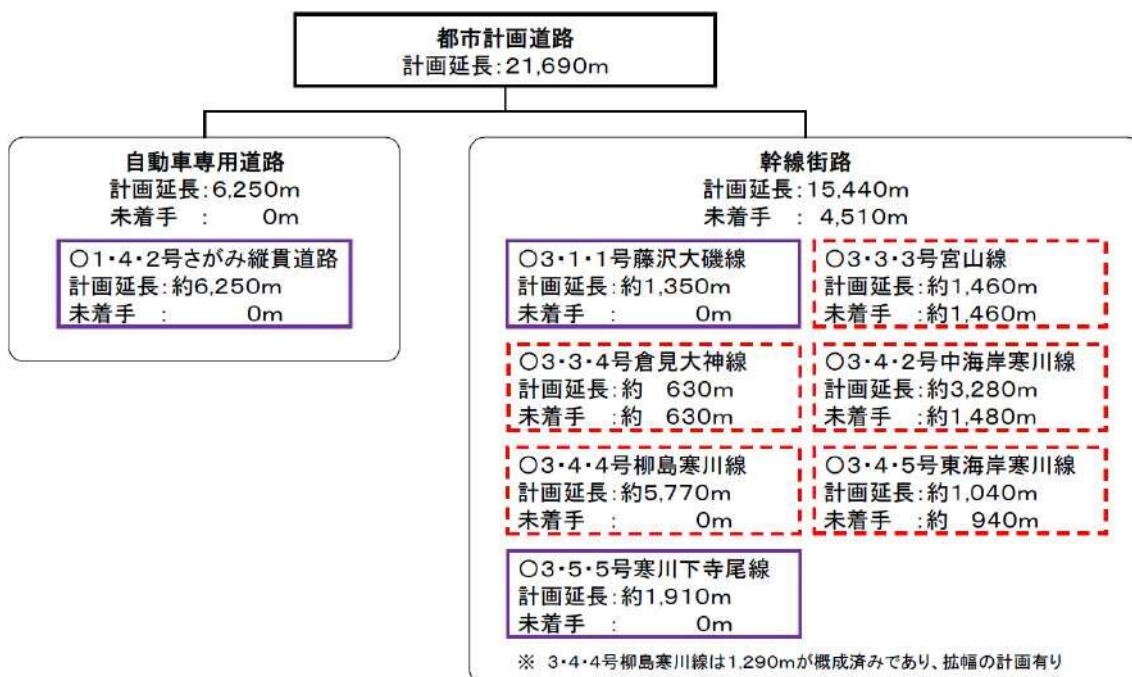 都市計画道路
計画延長:21,690m
自動車専用道路
計画延長:6,250m
未着手 : 0m
○1・4・2号さがみ縦貫道路
計画延長:約6,250m
未着手 : 0m
幹線街路
計画延長:15,440m
未着手 : 4,510m
○3・1・1号藤沢大磯線
計画延長:約1,350m
未着手 : 0m
○3・3・3号宮山線
計画延長:約1,460m
未着手 :約1,460m
○3・3・4号倉見大神線
計画延長:約 630m
未着手 :約 630m
○3・4・2号中海岸寒川線
計画延長:約3,280m
未着手 :約1,480m
○3・4・4号柳島寒川線
計画延長:約5,770m
未着手 : 0m
○3・4・5号東海岸寒川線
計画延長:約1,040m
未着手 :約 940m
○3・5・5号寒川下寺尾線
計画延長:約1,910m
未着手 : 0m
※ 3・4・4号柳島寒川線は1,290mが概成済みであり、拡幅の計画有り